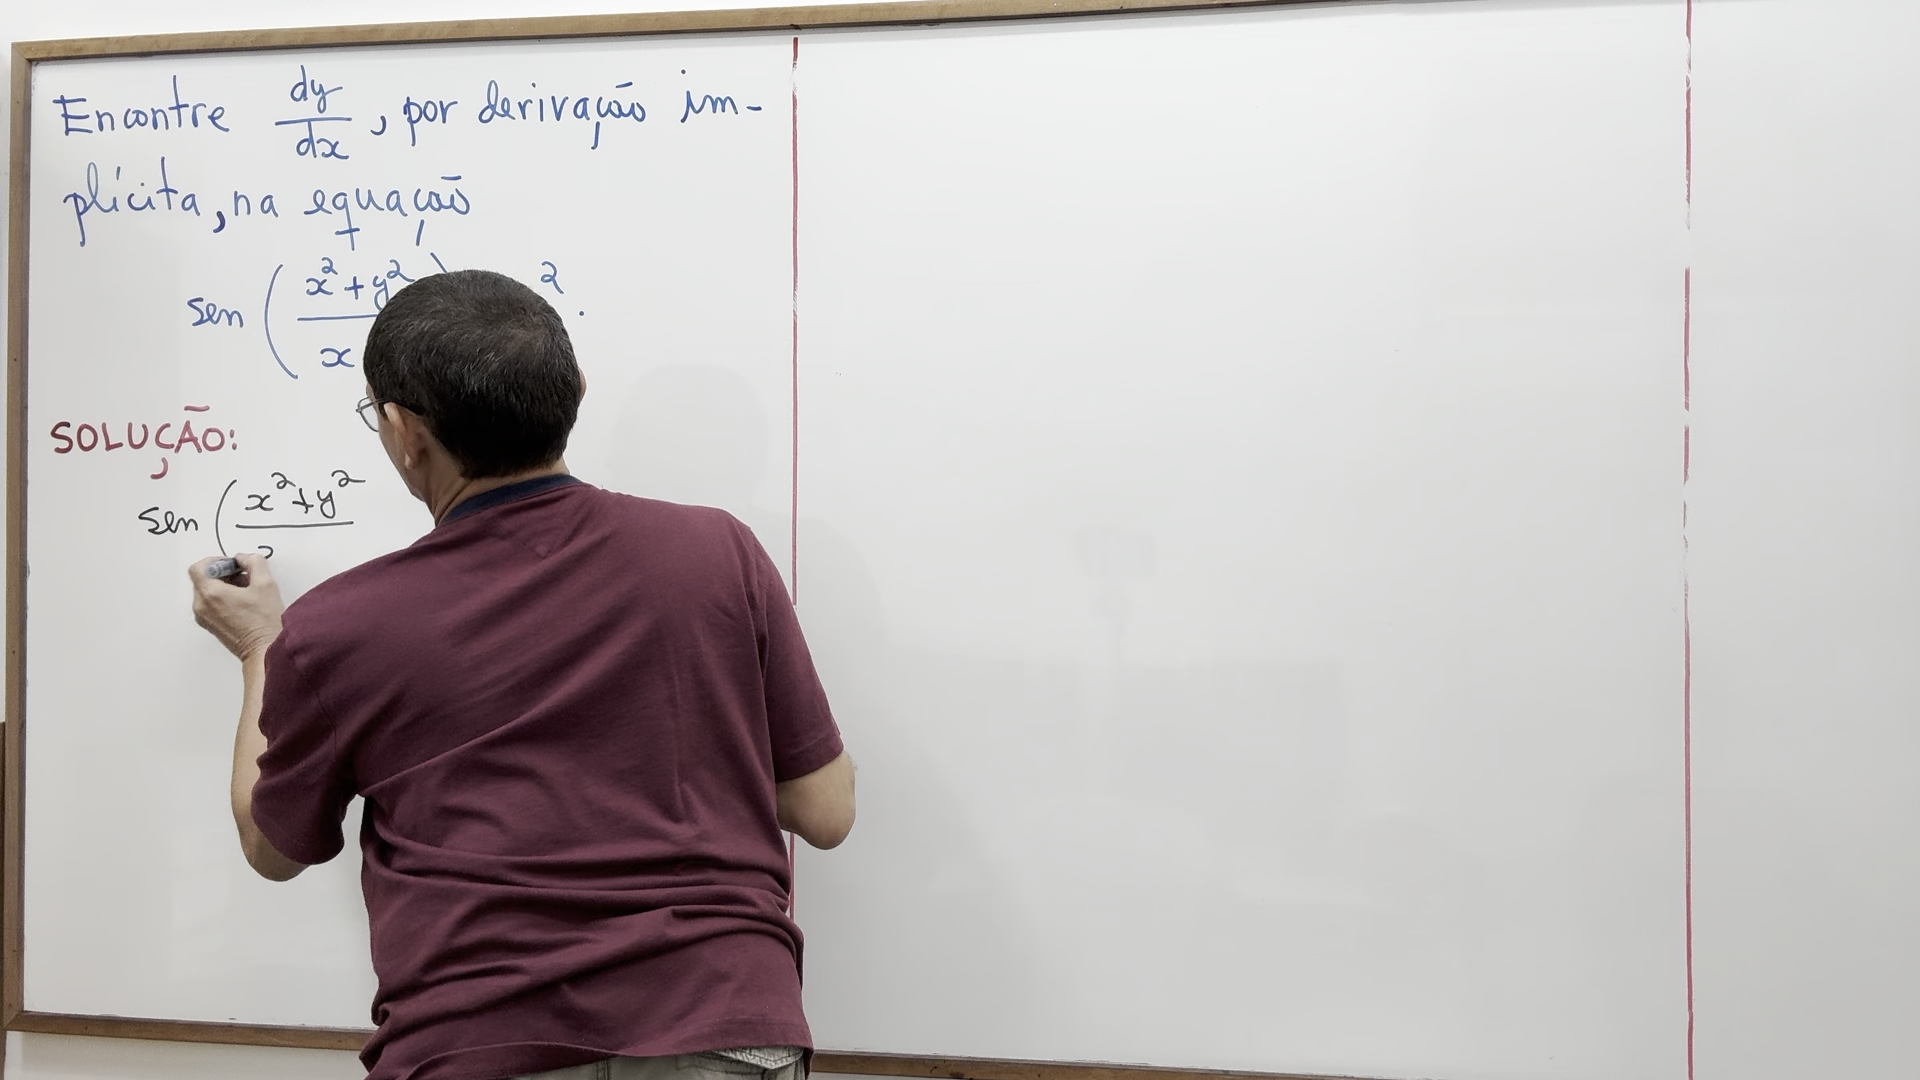 Encontre dy/dx, por derivação im-
plícita, na equação
sen ( x²+y² / x ) ² .
SOLUÇÃO:
sen ( x²+y²